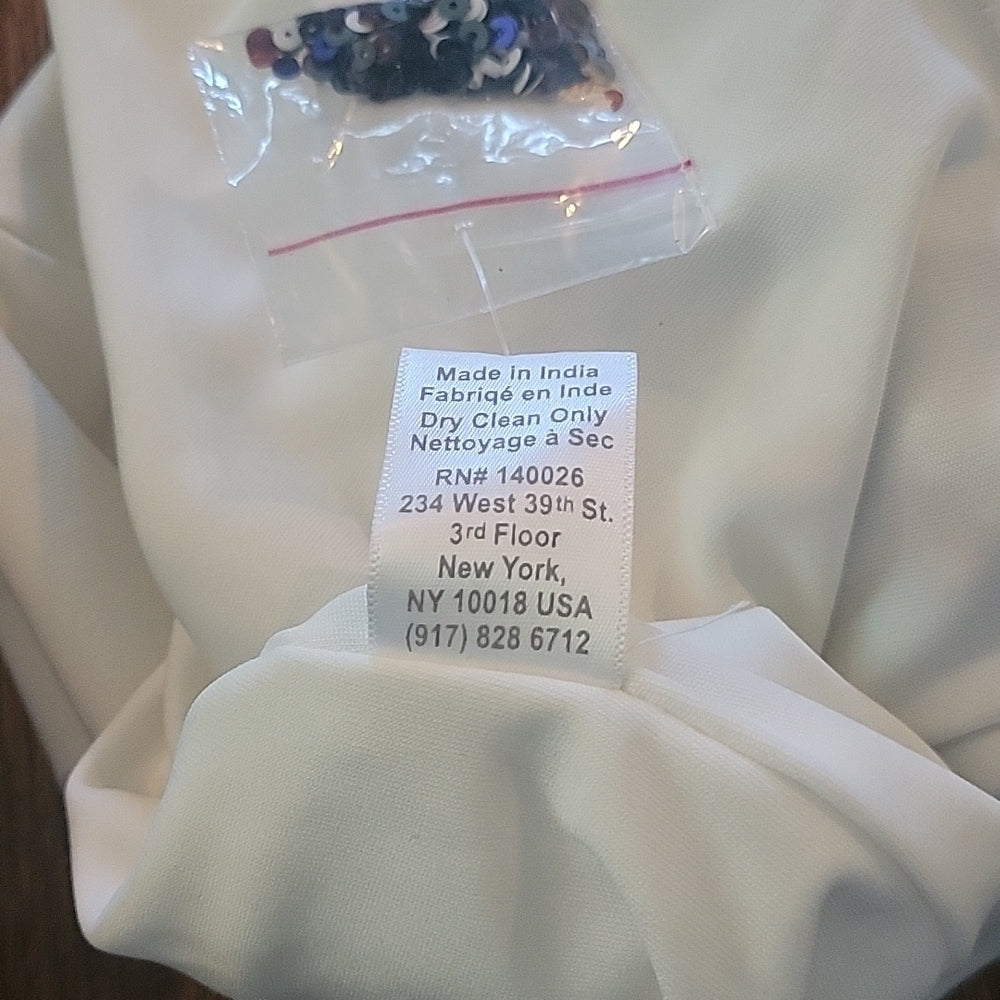 Made in India
Fabriqé en Inde
Dry Clean Only
Nettoyage à Sec
RN# 140026
234 West 39th St.
3rd Floor
New York,
NY 10018 USA
(917) 828 6712